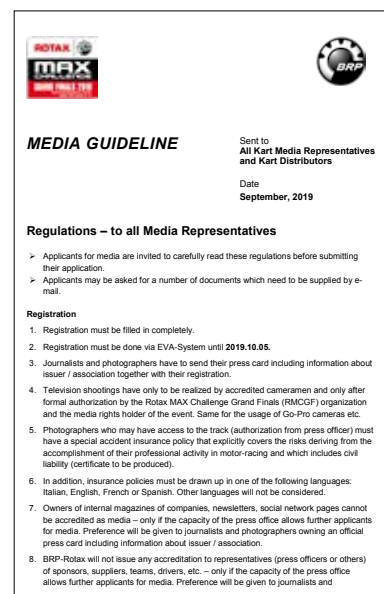 ROTAX
MAX
CHALLENGE
BRP
MEDIA GUIDELINE
Sent to
All Kart Media Representatives
and Kart Distributors
Date
September, 2019
Regulations – to all Media Representatives
➢ Applicants for media are invited to carefully read these regulations before submitting
their application.
➢ Applicants may be asked for a number of documents which need to be supplied by e-
mail.
Registration
1. Registration must be filled in completely.
2. Registration must be done via EVA-System until 2019.10.05.
3. Journalists and photographers have to send their press card including information about
issuer / association together with their registration.
4. Television shootings have only to be realized by accredited cameramen and only after
formal authorization by the Rotax MAX Challenge Grand Finals (RMCGF) organization
and the media rights holder of the event. Same for the usage of Go-Pro cameras etc.
5. Photographers who may have access to the track (authorization from press officer) must
have a special accident insurance policy that explicitly covers the risks deriving from the
accomplishment of their professional activity in motor-racing and which includes civil
liability (certificate to be produced).
6. In addition, insurance policies must be drawn up in one of the following languages:
Italian, English, French or Spanish. Other languages will not be considered.
7. Owners of internal magazines of companies, newsletters, social network pages cannot
be accredited as media – only if the capacity of the press office allows further applicants
for media. Preference will be given to journalists and photographers owning an official
press card including information about issuer / association.
8. BRP-Rotax will not issue any accreditation to representatives (press officers or others)
of sponsors, suppliers, teams, drivers, etc. – only if the capacity of the press office
allows further applicants for media. Preference will be given to journalists and